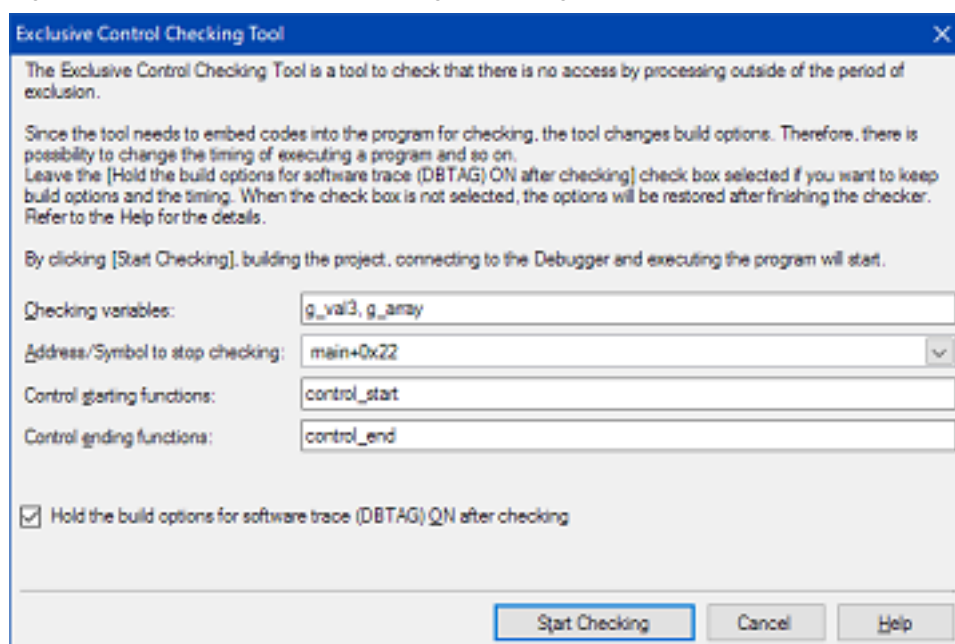 Exclusive Control Checking Tool
The Exclusive Control Checking Tool is a tool to check that there is no access by processing outside of the period of
exclusion.
Since the tool needs to embed codes into the program for checking, the tool changes build options. Therefore, there is
possibility to change the timing of executing a program and so on.
Leave the [Hold the build options for software trace (DBTAG) ON after checking] check box selected if you want to keep
build options and the timing. When the check box is not selected, the options will be restored after finishing the checker.
Refer to the Help for the details.
By clicking [Start Checking], building the project, connecting to the Debugger and executing the program will start.
Checking variables: g_val3, g_array
Address/Symbol to stop checking: main+0x22
Control starting functions: control_start
Control ending functions: control_end
Hold the build options for software trace (DBTAG) ON after checking
Start Checking Cancel Help